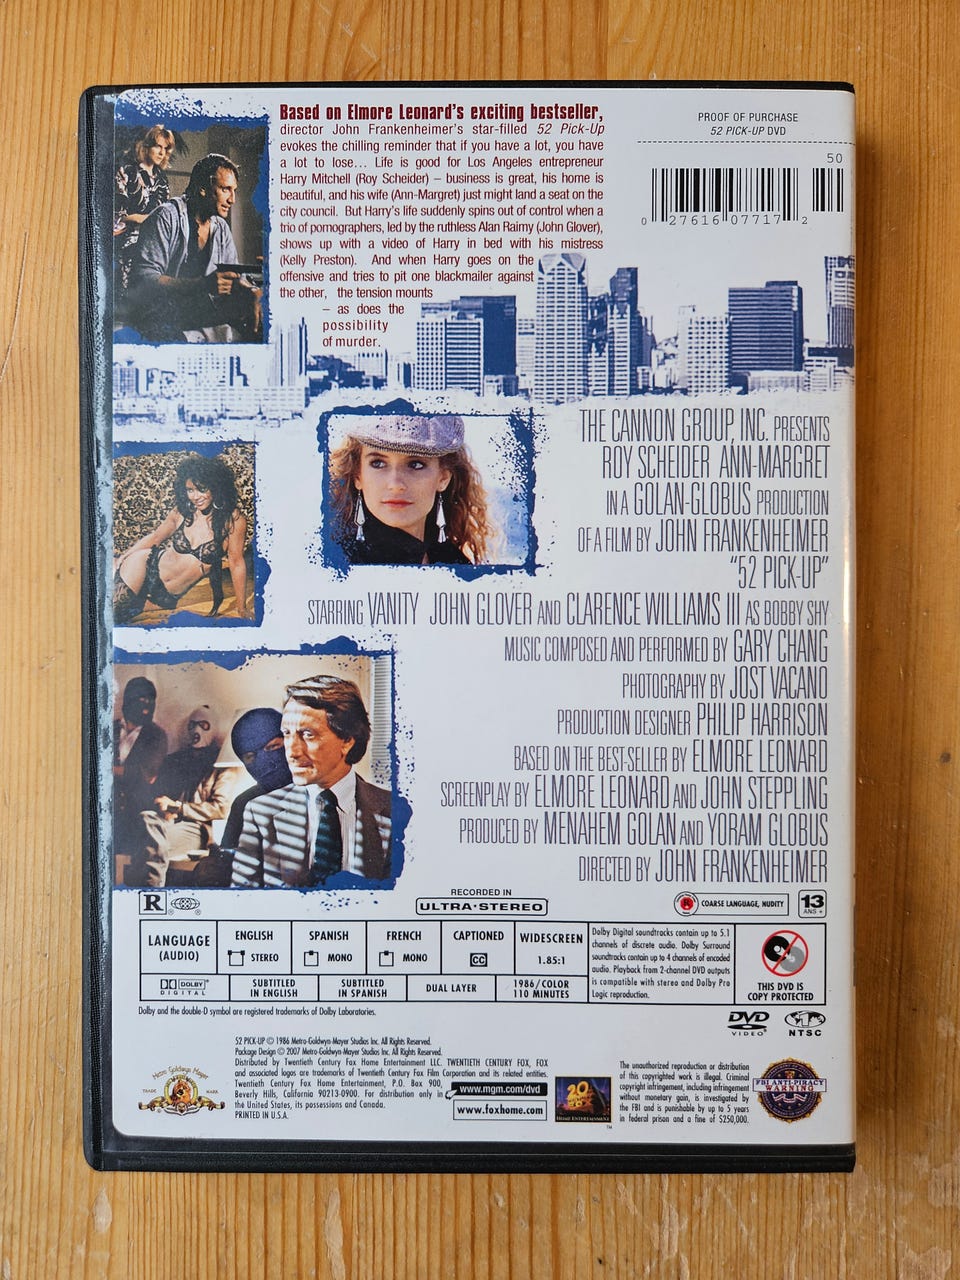 Based on Elmore Leonard's exciting bestseller,
director John Frankenheimer's star-filled 52 Pick-Up
evokes the chilling reminder that if you have a lot, you have
a lot to lose... Life is good for Los Angeles entrepreneur
Harry Mitchell (Roy Scheider) – business is great, his home is
beautiful, and his wife (Ann-Margret) just might land a seat on the
city council. But Harry's life suddenly spins out of control when a
trio of pornographers, led by the ruthless Alan Raimy (John Glover),
shows up with a video of Harry in bed with his mistress
(Kelly Preston). And when Harry goes on the
offensive and tries to pit one blackmailer against
the other, the tension mounts
– as does the
possibility
of murder.
PROOF OF PURCHASE
52 PICK-UP DVD
50
0 27616 07717 2
THE CANNON GROUP, INC. PRESENTS
ROY SCHEIDER ANN-MARGRET
IN A GOLAN-GLOBUS PRODUCTION
OF A FILM BY JOHN FRANKENHEIMER
"52 PICK-UP"
STARRING VANITY JOHN GLOVER AND CLARENCE WILLIAMS III AS BOBBY SHY
MUSIC COMPOSED AND PERFORMED BY GARY CHANG
PHOTOGRAPHY BY JOST VACANO
PRODUCTION DESIGNER PHILIP HARRISON
BASED ON THE BEST-SELLER BY ELMORE LEONARD
SCREENPLAY BY ELMORE LEONARD AND JOHN STEPPLING
PRODUCED BY MENAHEM GOLAN AND YORAM GLOBUS
DIRECTED BY JOHN FRANKENHEIMER
R
RECORDED IN
ULTRA•STEREO
R
COARSE LANGUAGE, NUDITY
13
ANS +
LANGUAGE
(AUDIO)
ENGLISH
STEREO
SPANISH
MONO
FRENCH
MONO
CAPTIONED
CC
WIDESCREEN
1.85:1
DOLBY
DIGITAL
SUBTITLED
IN ENGLISH
SUBTITLED
IN SPANISH
DUAL LAYER
1986/COLOR
110 MINUTES
Dolby Digital soundtracks contain up to 5.1
channels of discrete audio. Dolby Surround
soundtracks contain up to 4 channels of encoded
audio. Playback from 2-channel DVD outputs
is compatible with stereo and Dolby Pro
Logic reproduction.
THIS DVD IS
COPY PROTECTED
Dolby and the double-D symbol are registered trademarks of Dolby Laboratories.
DVD
VIDEO
NTSC
52 PICK-UP © 1986 Metro-Goldwyn-Mayer Studios Inc. All Rights Reserved.
Package Design © 2007 Metro-Goldwyn-Mayer Studios Inc. All Rights Reserved.
Distributed by Twentieth Century Fox Home Entertainment LLC. TWENTIETH CENTURY FOX, FOX
and associated logos are trademarks of Twentieth Century Fox Film Corporation and its related entities.
Twentieth Century Fox Home Entertainment, P.O. Box 900,
Beverly Hills, California 90213-0900. For distribution only in
the United States, its possessions and Canada.
PRINTED IN U.S.A.
Metro Goldwyn Mayer
TRADE MARK
www.mgm.com/dvd
www.foxhome.com
20
FOX
HOME ENTERTAINMENT
TM
The unauthorized reproduction or distribution
of this copyrighted work is illegal. Criminal
copyright infringement, including infringement
without monetary gain, is investigated by
the FBI and is punishable by up to 5 years
in federal prison and a fine of $250,000.
FBI ANTI-PIRACY
WARNING